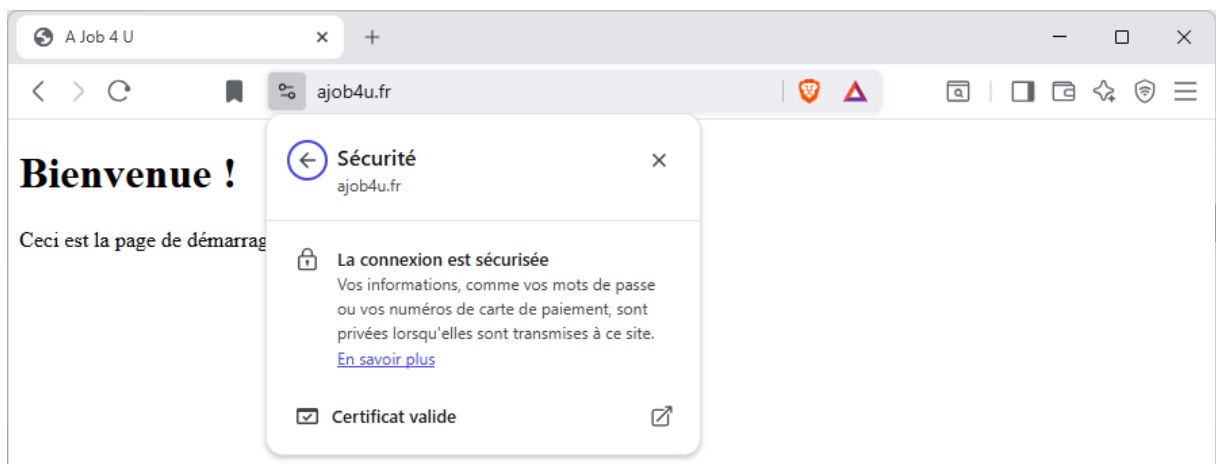 A Job 4 U
ajob4u.fr
Bienvenue !
Ceci est la page de démarrag
Sécurité
ajob4u.fr
La connexion est sécurisée
Vos informations, comme vos mots de passe
ou vos numéros de carte de paiement, sont
privées lorsqu'elles sont transmises à ce site.
En savoir plus
Certificat valide